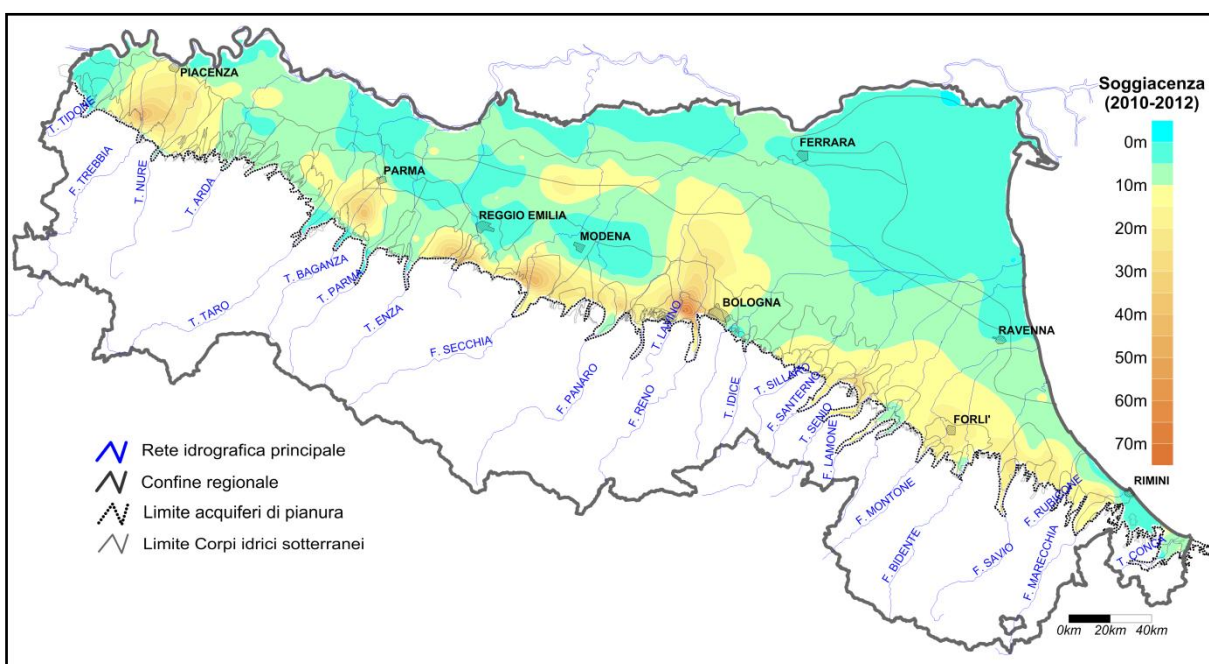 PIACENZA
T. TIDONE
F. TREBBIA
T. NURE
T. ARDA
PARMA
REGGIO EMILIA
MODENA
FERRARA
BOLOGNA
RAVENNA
FORLI'
RIMINI
T. TARO
T. BAGANZA
T. PARMA
T. ENZA
F. SECCHIA
F. PANARO
F. RENO
T. LAVINO
T. IDICE
T. SILLARO
F. SANTERNO
T. SENIO
F. LAMONE
F. MONTONE
F. BIDENTE
F. SAVIO
F. RUBICONE
F. MARECCHIA
T. CONCA
Soggiacenza
(2010-2012)
0m
10m
20m
30m
40m
50m
60m
70m
Rete idrografica principale
Confine regionale
Limite acquiferi di pianura
Limite Corpi idrici sotterranei
0km 20km 40km